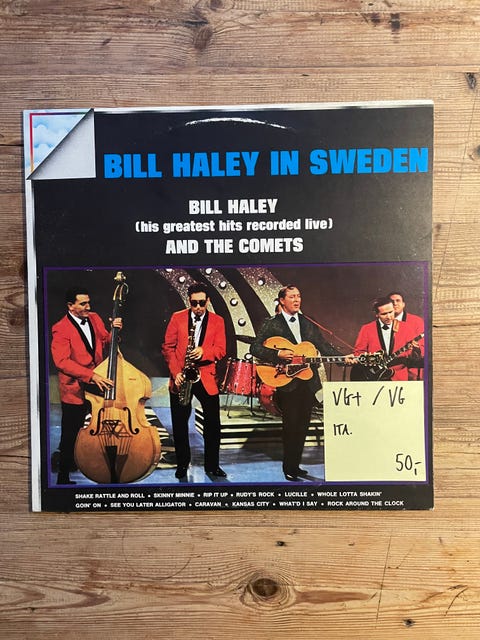 BILL HALEY IN SWEDEN
BILL HALEY
(his greatest hits recorded live)
AND THE COMETS
VG+ / VG
ITA.
50,-
SHAKE RATTLE AND ROLL • SKINNY MINNIE • RIP IT UP • RUDY'S ROCK • LUCILLE • WHOLE LOTTA SHAKIN'
GOIN' ON • SEE YOU LATER ALLIGATOR • CARAVAN • KANSAS CITY • WHAT'D I SAY • ROCK AROUND THE CLOCK